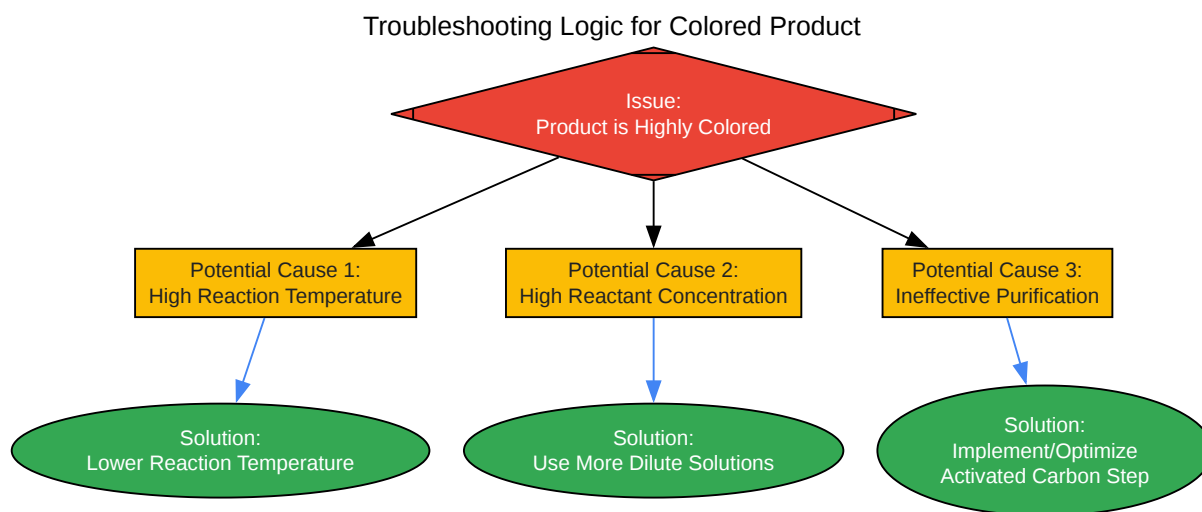 Troubleshooting Logic for Colored Product
Issue:
Product is Highly Colored
Potential Cause 1:
High Reaction Temperature
Potential Cause 2:
High Reactant Concentration
Potential Cause 3:
Ineffective Purification
Solution:
Lower Reaction Temperature
Solution:
Use More Dilute Solutions
Solution:
Implement/Optimize
Activated Carbon Step